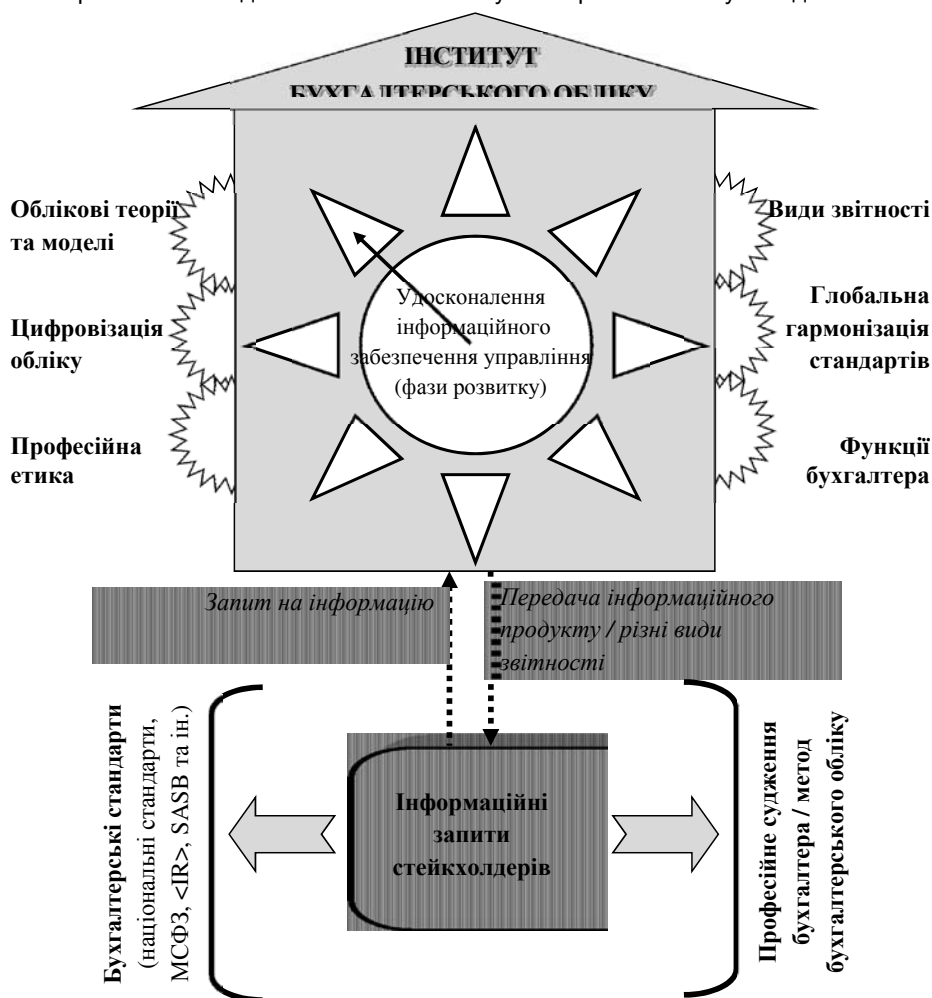 ІНСТИТУТ
БУХГАЛТЕРСЬКОГО ОБЛІКУ
Облікові теорії
та моделі
Види звітності
Удосконалення
інформаційного
забезпечення управління
(фази розвитку)
Цифровізація
обліку
Глобальна
гармонізація
стандартів
Професійна
етика
Функції
бухгалтера
Запит на інформацію
Передача інформаційного
продукту / різні види
звітності
Бухгалтерські стандарти
(національні стандарти,
МСФЗ, <IR>, SASB та ін.)
Інформаційні
запити
стейкхолдерів
Професійне судження
бухгалтера / метод
бухгалтерського обліку